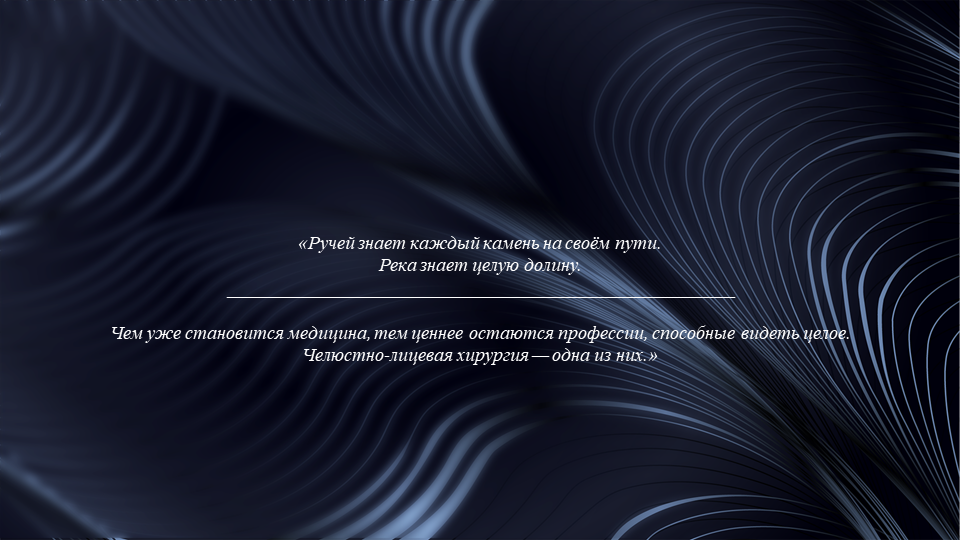 «Ручей знает каждый камень на своём пути.
Река знает целую долину.
Чем уже становится медицина, тем ценнее остаются профессии, способные видеть целое.
Челюстно-лицевая хирургия — одна из них.»